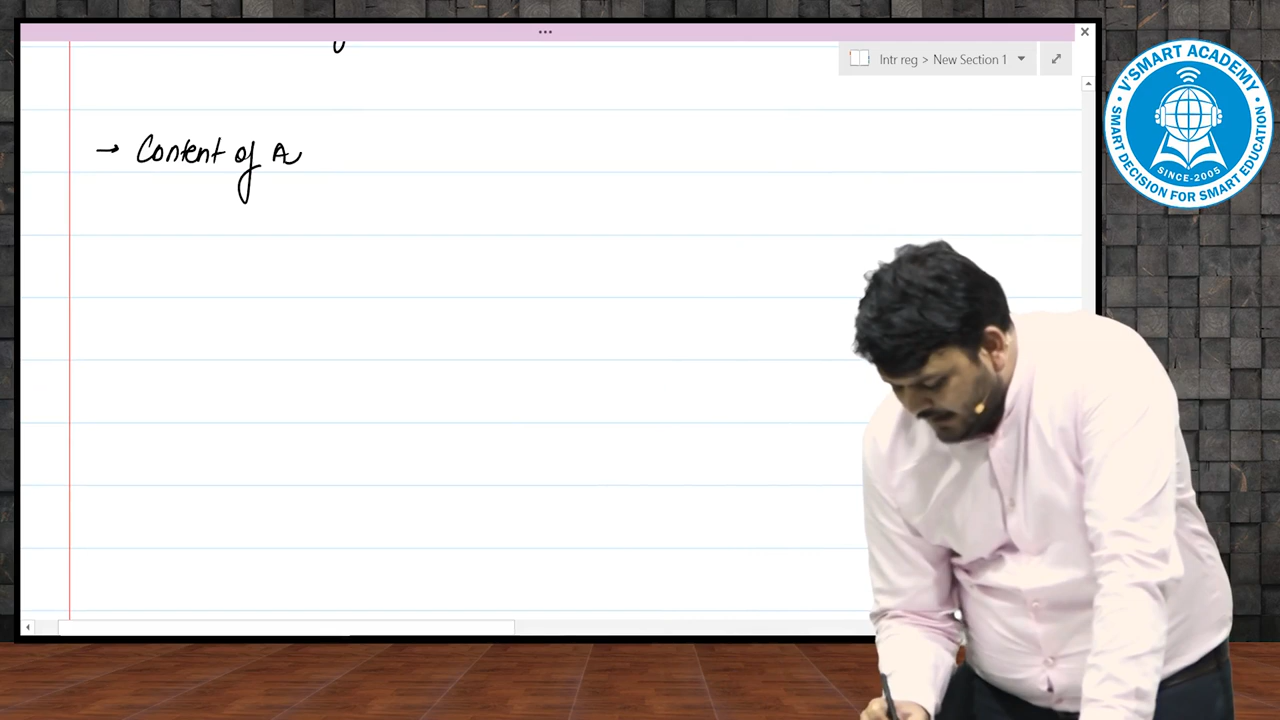 ...
Intr reg > New Section 1
→ Content of A
V'SMART ACADEMY
SINCE-2005
SMART DECISION FOR SMART EDUCATION